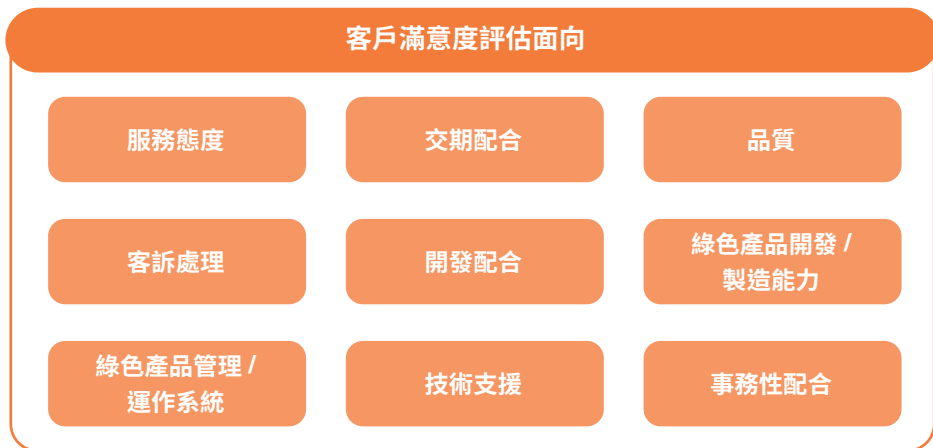 客戶滿意度評估面向
服務態度
交期配合
品質
客訴處理
開發配合
綠色產品開發 /
製造能力
綠色產品管理 /
運作系統
技術支援
事務性配合